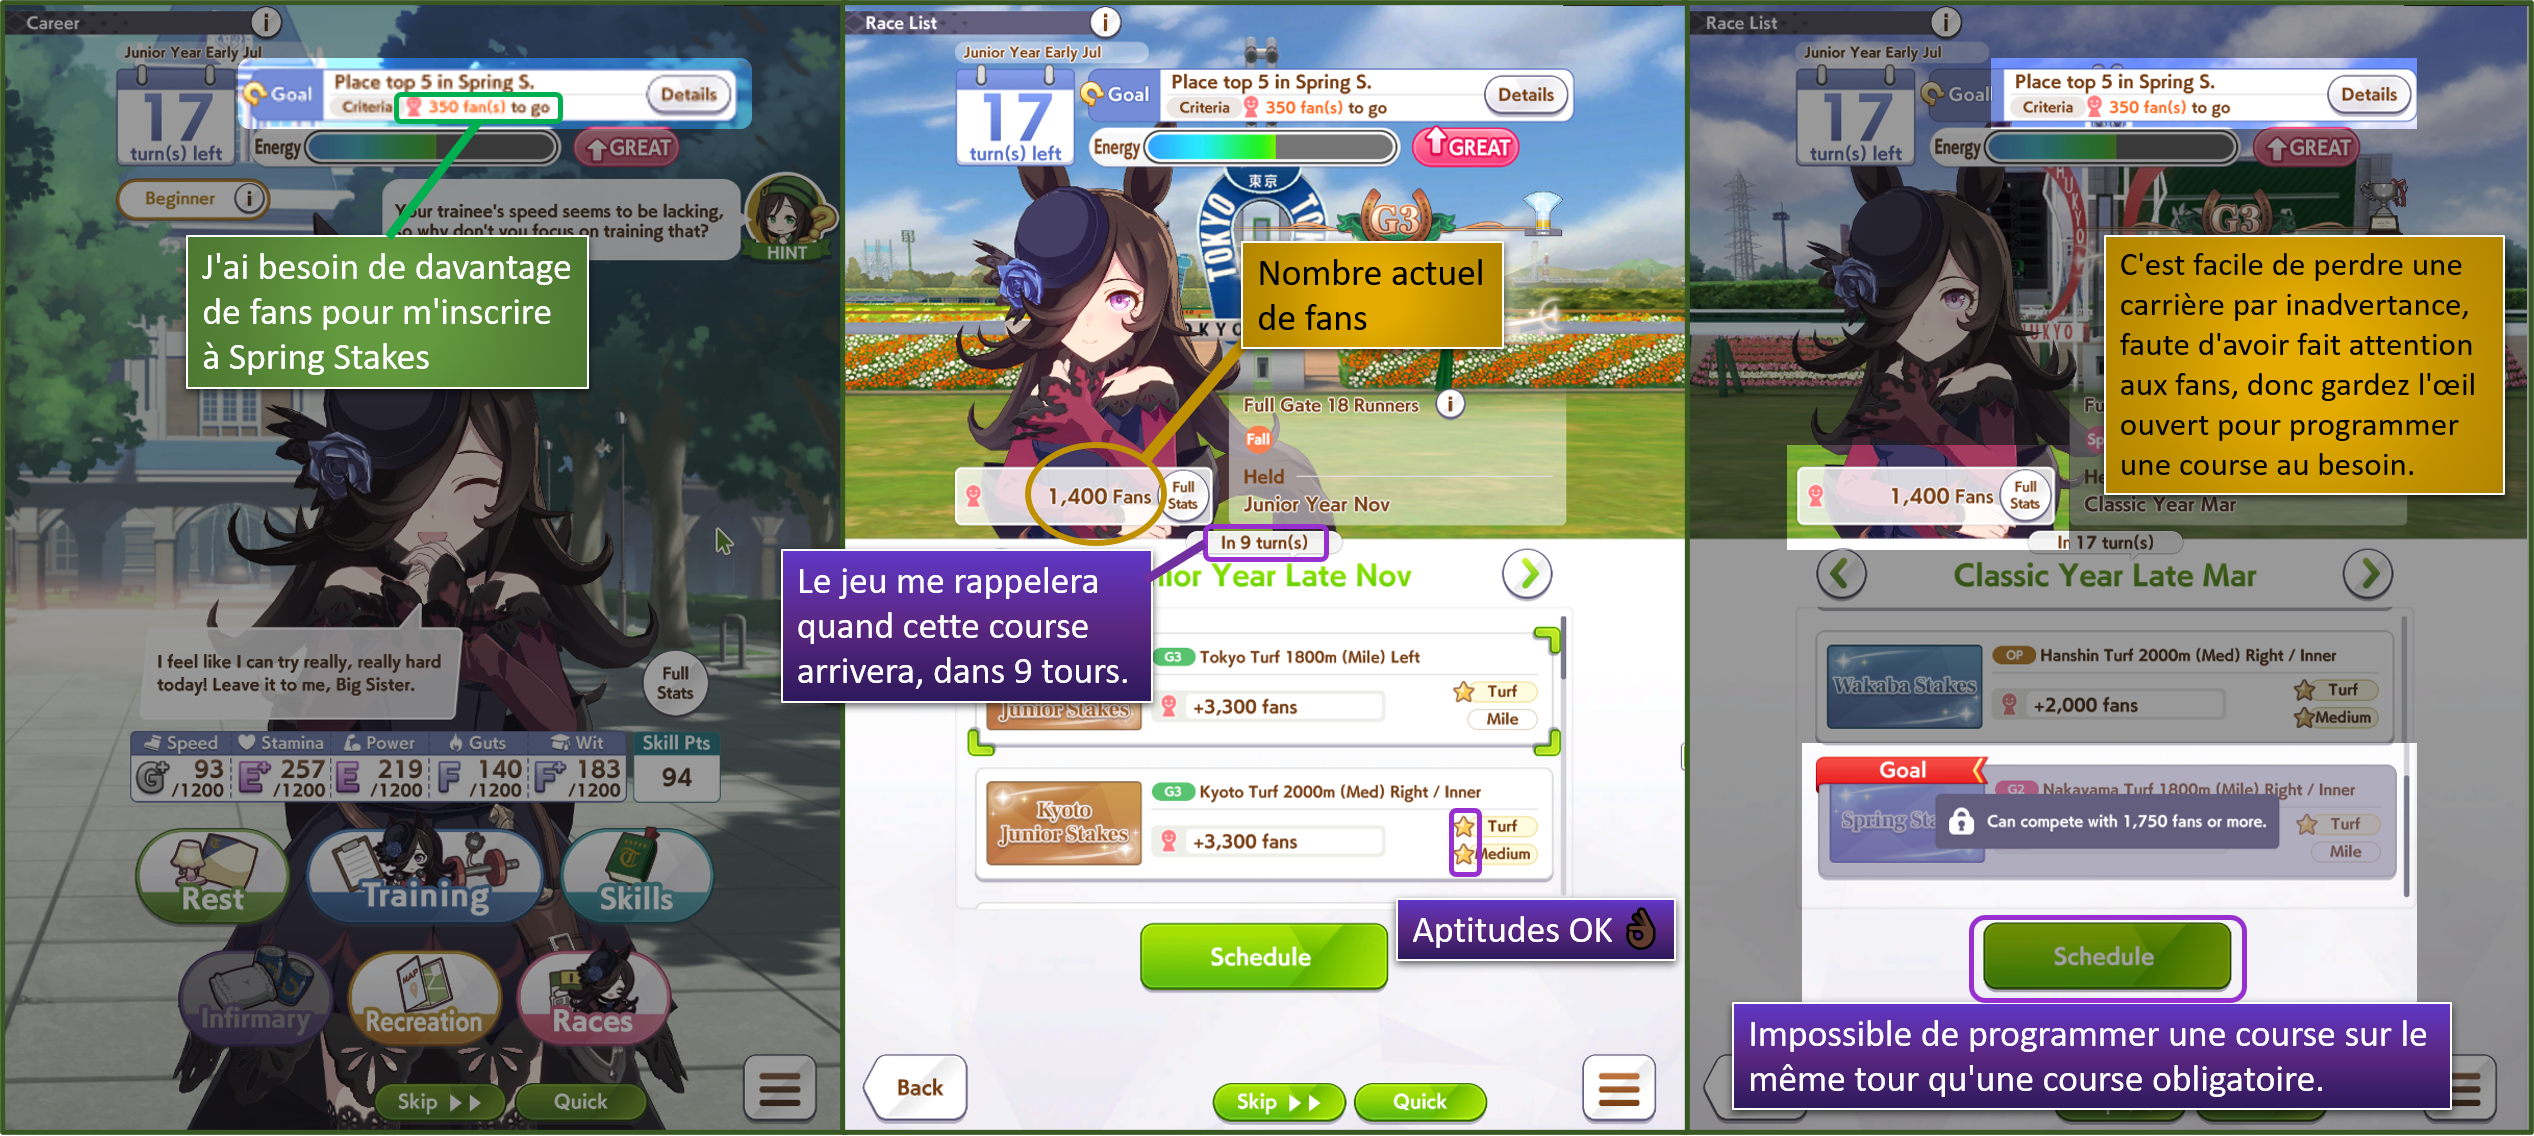 Career
Junior Year Early Jul
17
turn(s) left
Goal
Place top 5 in Spring S.
Criteria 350 fan(s) to go
Details
Energy
GREAT
Beginner
Your trainee's speed seems to be lacking,
so why don't you focus on training that?
HINT
J'ai besoin de davantage
de fans pour m'inscrire
à Spring Stakes
I feel like I can try really, really hard
today! Leave it to me, Big Sister.
Full
Stats
Speed Stamina Power Guts Wit Skill Pts
G+ 93 /1200
E+ 257 /1200
E 219 /1200
F 140 /1200
F+ 183 /1200
94
Rest
Training
Skills
Infirmary
Recreation
Races
Skip
Quick
Race List
Junior Year Early Jul
17
turn(s) left
Goal
Place top 5 in Spring S.
Criteria 350 fan(s) to go
Details
Energy
GREAT
東京
TOKYO
TOKYO
G3
Nombre actuel
de fans
Full Gate 18 Runners
Fall
Held
Junior Year Nov
1,400 Fans
Full
Stats
In 9 turn(s)
Le jeu me rappelera
quand cette course
arrivera, dans 9 tours.
ior Year Late Nov
G3 Tokyo Turf 1800m (Mile) Left
Junior Stakes
+3,300 fans
Turf
Mile
Kyoto
Junior Stakes
G3 Kyoto Turf 2000m (Med) Right / Inner
+3,300 fans
Turf
Medium
Aptitudes OK 👌🏿
Schedule
Back
Skip
Quick
Race List
Junior Year Early Jul
17
turn(s) left
Goal
Place top 5 in Spring S.
Criteria 350 fan(s) to go
Details
Energy
GREAT
G3
C'est facile de perdre une
carrière par inadvertance,
faute d'avoir fait attention
aux fans, donc gardez l'œil
ouvert pour programmer
une course au besoin.
1,400 Fans
Full
Stats
Classic Year Mar
In 17 turn(s)
Classic Year Late Mar
Wakaba Stakes
OP Hanshin Turf 2000m (Med) Right / Inner
+2,000 fans
Turf
Medium
Goal
G2 Nakayama Turf 1800m (Mile) Right / Inner
Spring Sta
Can compete with 1,750 fans or more.
Turf
Mile
Schedule
Impossible de programmer une course sur le
même tour qu'une course obligatoire.